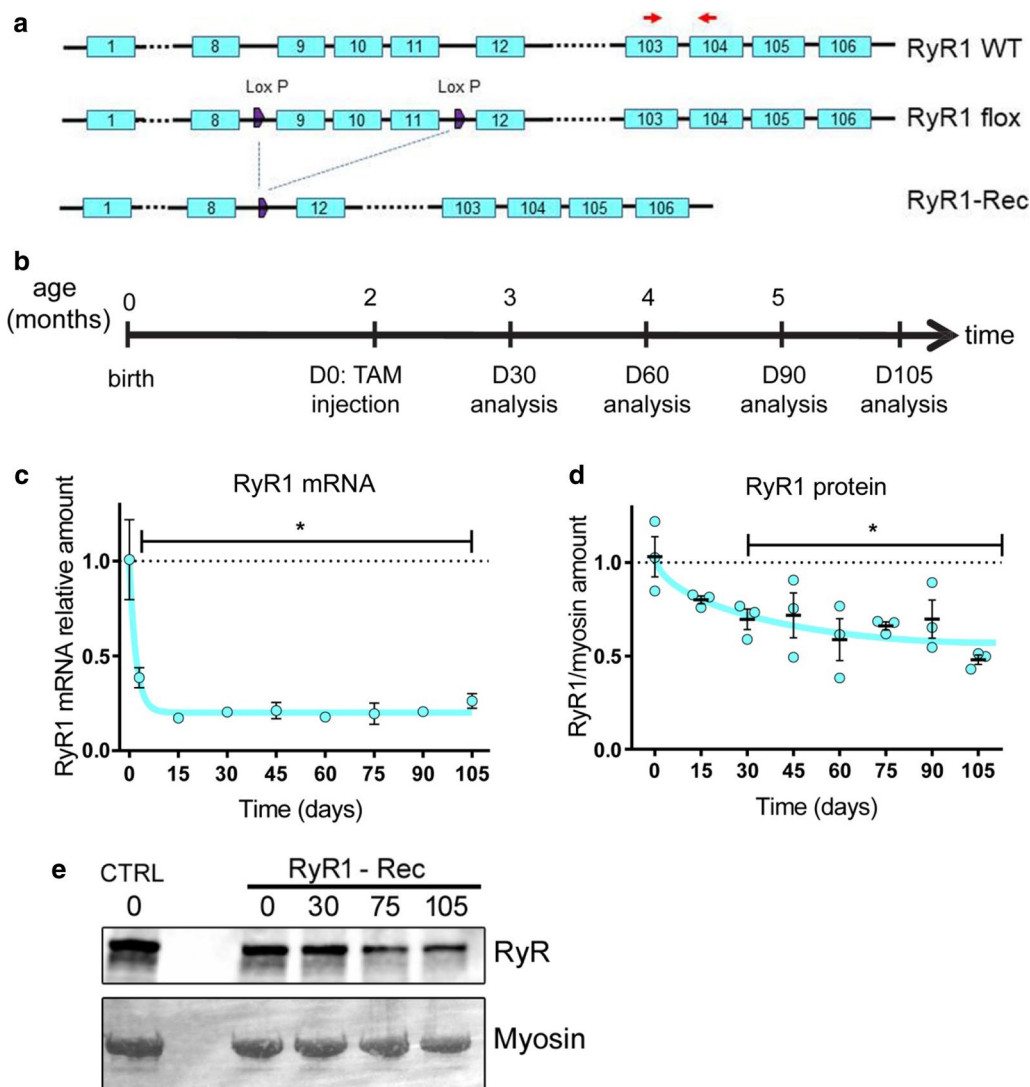 a
1 8 9 10 11 12 103 104 105 106 RyR1 WT
Lox P Lox P
1 8 9 10 11 12 103 104 105 106 RyR1 flox
1 8 12 103 104 105 106 RyR1-Rec
b
age
(months)
0 2 3 4 5
time
birth
D0: TAM
injection
D30
analysis
D60
analysis
D90
analysis
D105
analysis
c
RyR1 mRNA
*
RyR1 mRNA relative amount
1.0
0.5
0.0
0 15 30 45 60 75 90 105
Time (days)
d
RyR1 protein
*
RyR1/myosin amount
1.0
0.5
0.0
0 15 30 45 60 75 90 105
Time (days)
e
CTRL RyR1 - Rec
0 0 30 75 105
RyR
Myosin